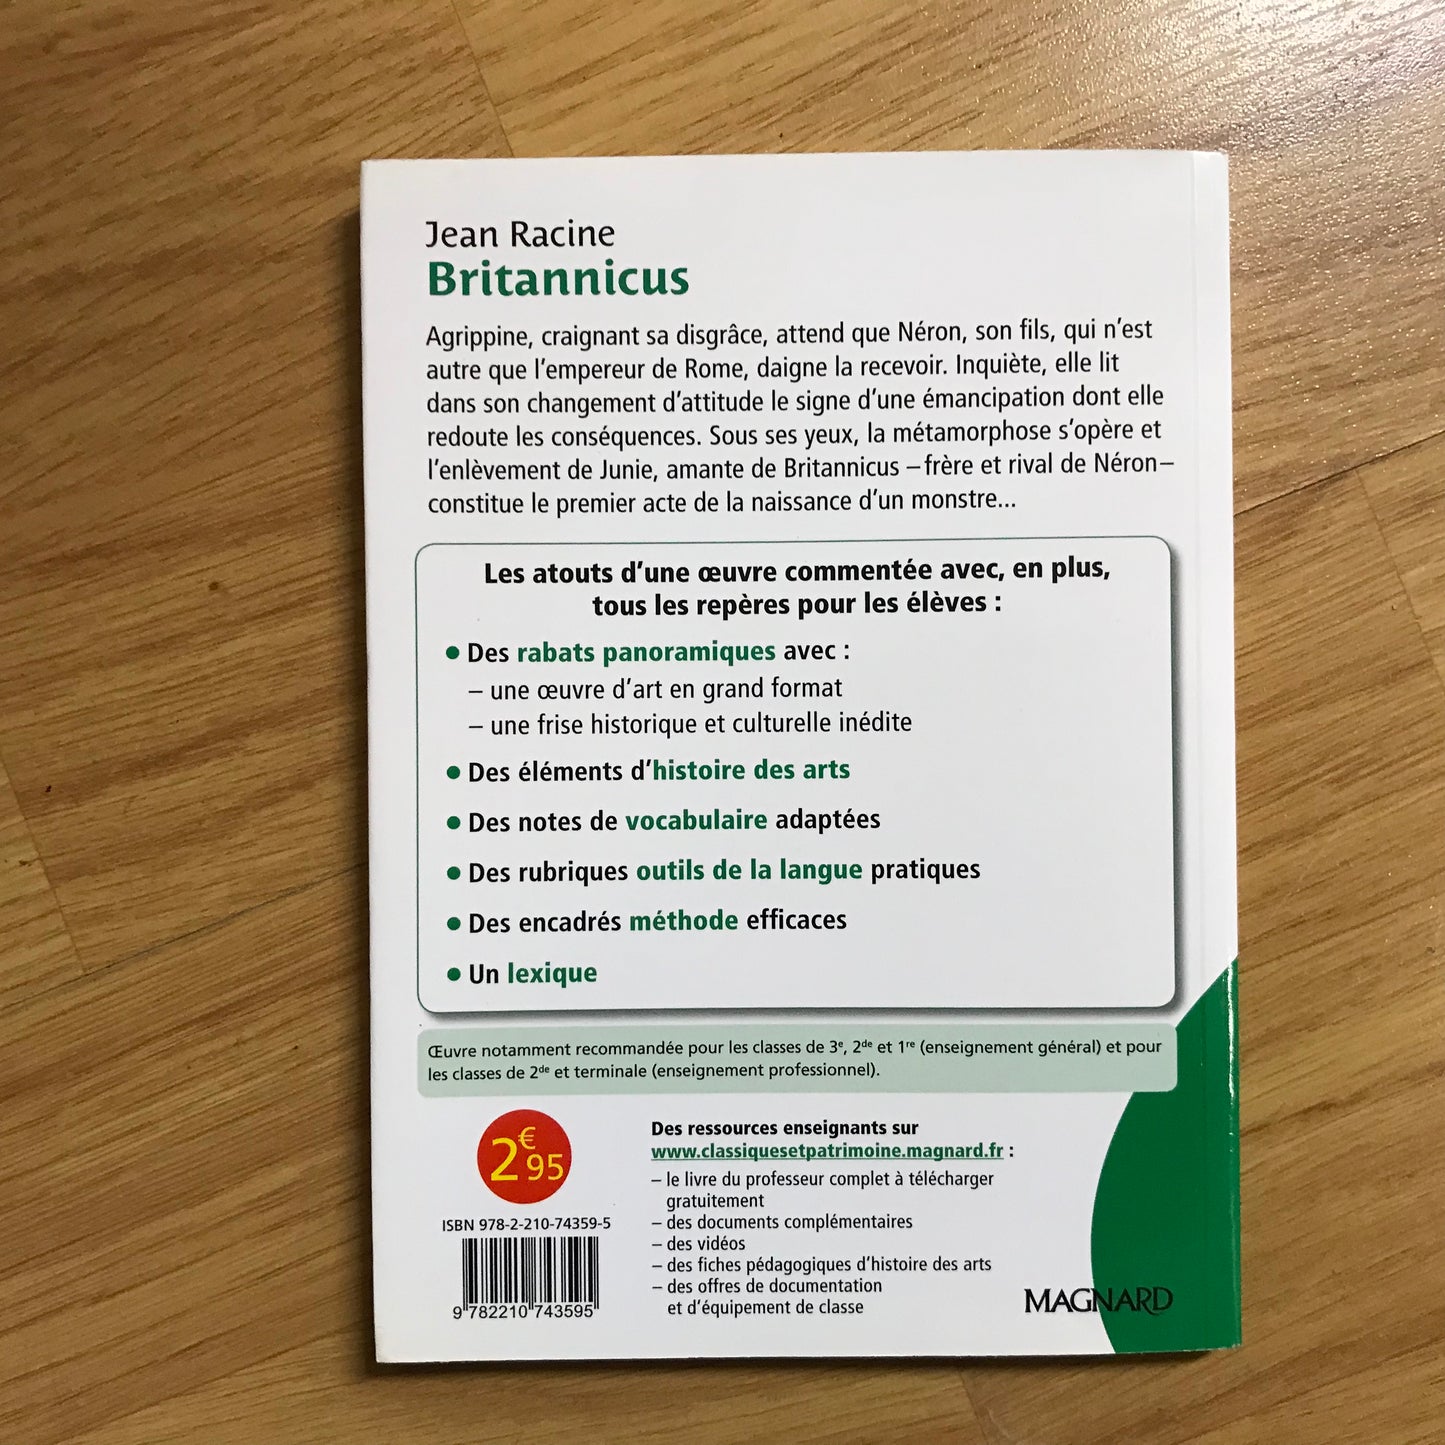 Jean Racine
Britannicus
Agrippine, craignant sa disgrâce, attend que Néron, son fils, qui n'est
autre que l'empereur de Rome, daigne la recevoir. Inquiète, elle lit
dans son changement d'attitude le signe d'une émancipation dont elle
redoute les conséquences. Sous ses yeux, la métamorphose s'opère et
l'enlèvement de Junie, amante de Britannicus –frère et rival de Néron–
constitue le premier acte de la naissance d'un monstre...
Les atouts d'une œuvre commentée avec, en plus,
tous les repères pour les élèves :
• Des rabats panoramiques avec :
– une œuvre d'art en grand format
– une frise historique et culturelle inédite
• Des éléments d'histoire des arts
• Des notes de vocabulaire adaptées
• Des rubriques outils de la langue pratiques
• Des encadrés méthode efficaces
• Un lexique
Œuvre notamment recommandée pour les classes de 3e, 2de et 1re (enseignement général) et pour
les classes de 2de et terminale (enseignement professionnel).
2€95
ISBN 978-2-210-74359-5
9 782210 743595
Des ressources enseignants sur
www.classiquesetpatrimoine.magnard.fr :
– le livre du professeur complet à télécharger
gratuitement
– des documents complémentaires
– des vidéos
– des fiches pédagogiques d'histoire des arts
– des offres de documentation
et d'équipement de classe
MAGNARD